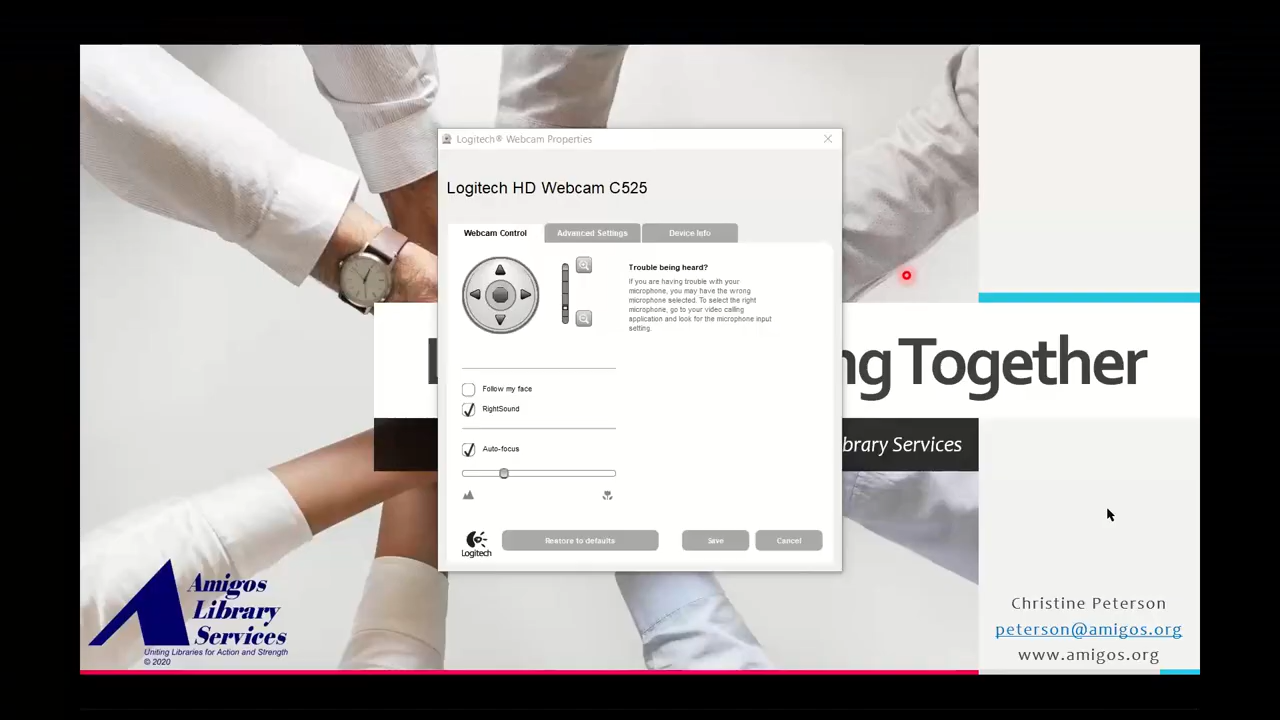 Logitech® Webcam Properties
Logitech HD Webcam C525
Webcam Control
Advanced Settings
Device Info
Trouble being heard?
If you are having trouble with your
microphone, you may have the wrong
microphone selected. To select the right
microphone, go to your video calling
application and look for the microphone input
setting.
ng Together
Follow my face
RightSound
brary Services
Auto-focus
Logitech
Restore to defaults
Save
Cancel
Amigos
Library
Services
Uniting Libraries for Action and Strength
© 2020
Christine Peterson
peterson@amigos.org
www.amigos.org